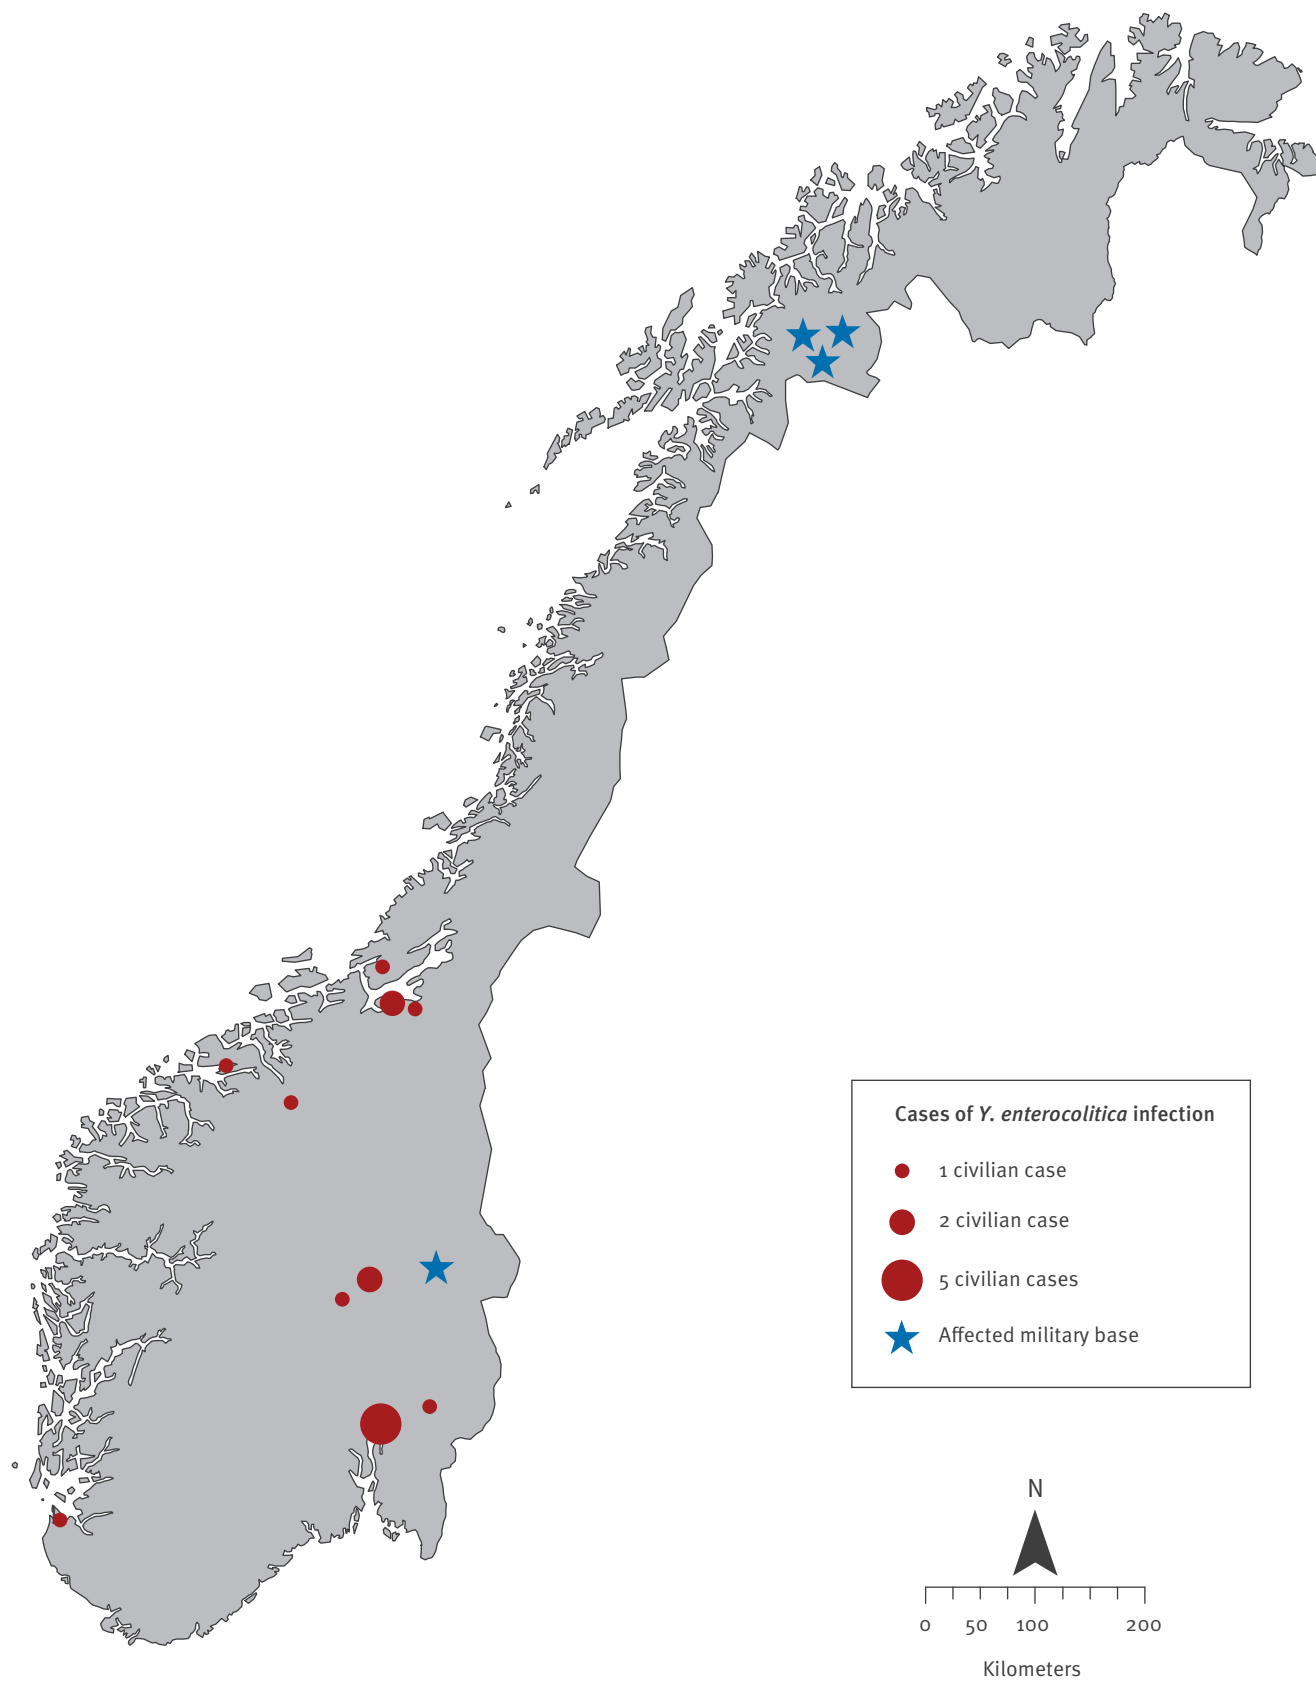 Cases of Y. enterocolitica infection
1 civilian case
2 civilian case
5 civilian cases
Affected military base
N
0 50 100 200
Kilometers